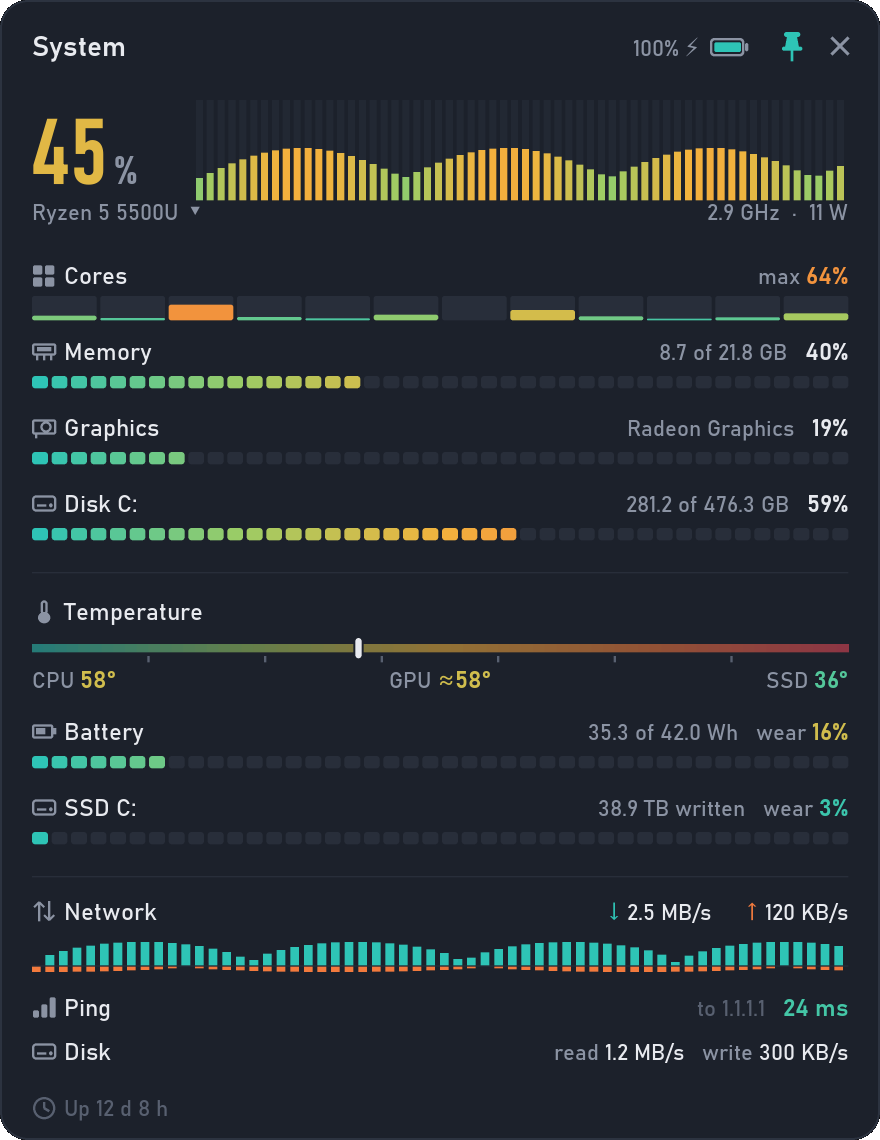 System 100% ⚡
45 %
Ryzen 5 5500U ▼ 2.9 GHz · 11 W
Cores max 64%
Memory 8.7 of 21.8 GB 40%
Graphics Radeon Graphics 19%
Disk C: 281.2 of 476.3 GB 59%
Temperature
CPU 58° GPU ≈58° SSD 36°
Battery 35.3 of 42.0 Wh wear 16%
SSD C: 38.9 TB written wear 3%
Network ↓ 2.5 MB/s ↑ 120 KB/s
Ping to 1.1.1.1 24 ms
Disk read 1.2 MB/s write 300 KB/s
Up 12 d 8 h